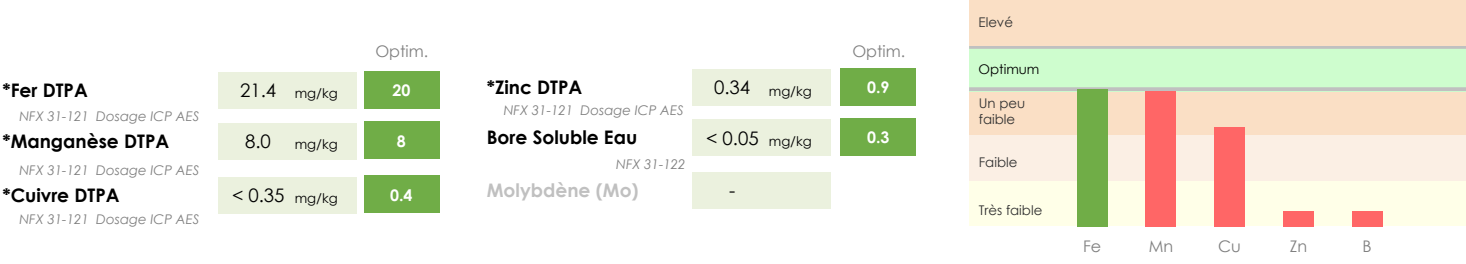 Optim.
*Fer DTPA 21.4 mg/kg 20
NFX 31-121 Dosage ICP AES
*Manganèse DTPA 8.0 mg/kg 8
NFX 31-121 Dosage ICP AES
*Cuivre DTPA < 0.35 mg/kg 0.4
NFX 31-121 Dosage ICP AES
Optim.
*Zinc DTPA 0.34 mg/kg 0.9
NFX 31-121 Dosage ICP AES
Bore Soluble Eau < 0.05 mg/kg 0.3
NFX 31-122
Molybdène (Mo) -
Elevé
Optimum
Un peu
faible
Faible
Très faible
Fe Mn Cu Zn B